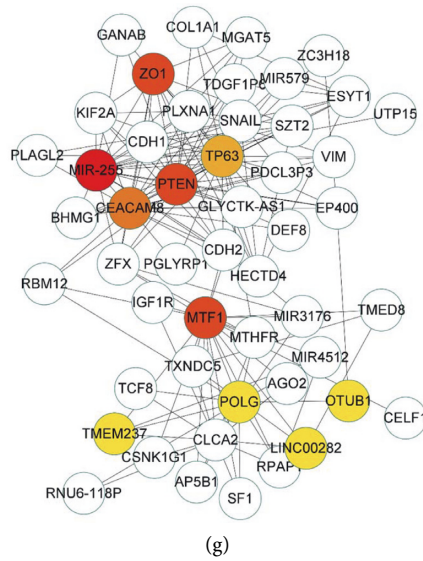 COL1A1
GANAB
MGAT5
ZO1
ZC3H18
TDGF1P6
MIR579
KIF2A
PLXNA1
ESYT1
UTP15
SNAIL
SZT2
CDH1
PLAGL2
TP63
VIM
MIR-255
PDCL3P3
PTEN
CEACAM8
GLYCTK-AS1
EP400
BHMG1
DEF8
CDH2
ZFX
PGLYRP1
HECTD4
RBM12
IGF1R
MTF1
MIR3176
TMED8
MTHFR
MIR4512
TXNDC5
TCF8
AGO2
POLG
OTUB1
CELF1
TMEM237
CLCA2
LINC00282
CSNK1G1
RPAP1
AP5B1
RNU6-118P
SF1
(g)